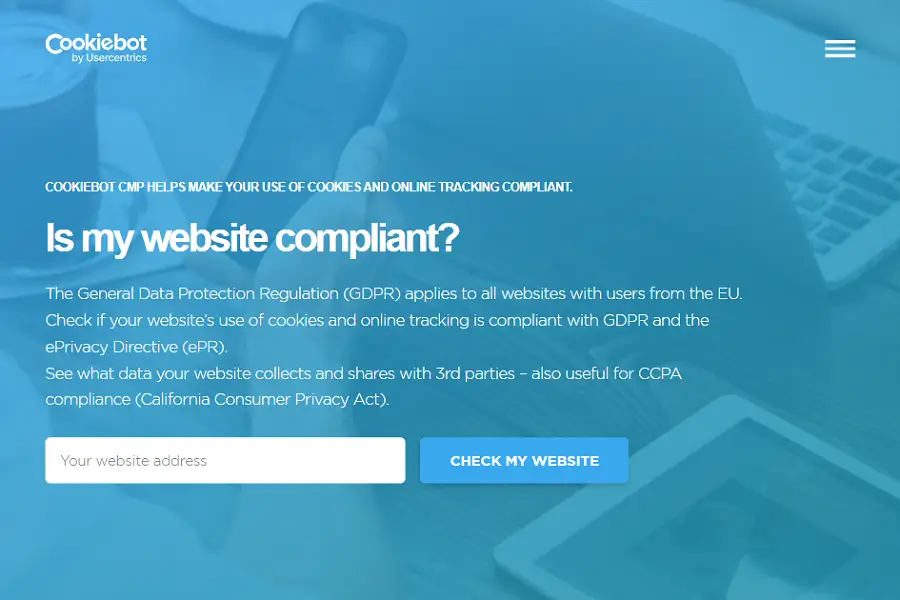 Cookiebot
by Usercentrics
COOKIEBOT CMP HELPS MAKE YOUR USE OF COOKIES AND ONLINE TRACKING COMPLIANT.
Is my website compliant?
The General Data Protection Regulation (GDPR) applies to all websites with users from the EU.
Check if your website’s use of cookies and online tracking is compliant with GDPR and the
ePrivacy Directive (ePR).
See what data your website collects and shares with 3rd parties – also useful for CCPA
compliance (California Consumer Privacy Act).
Your website address
CHECK MY WEBSITE